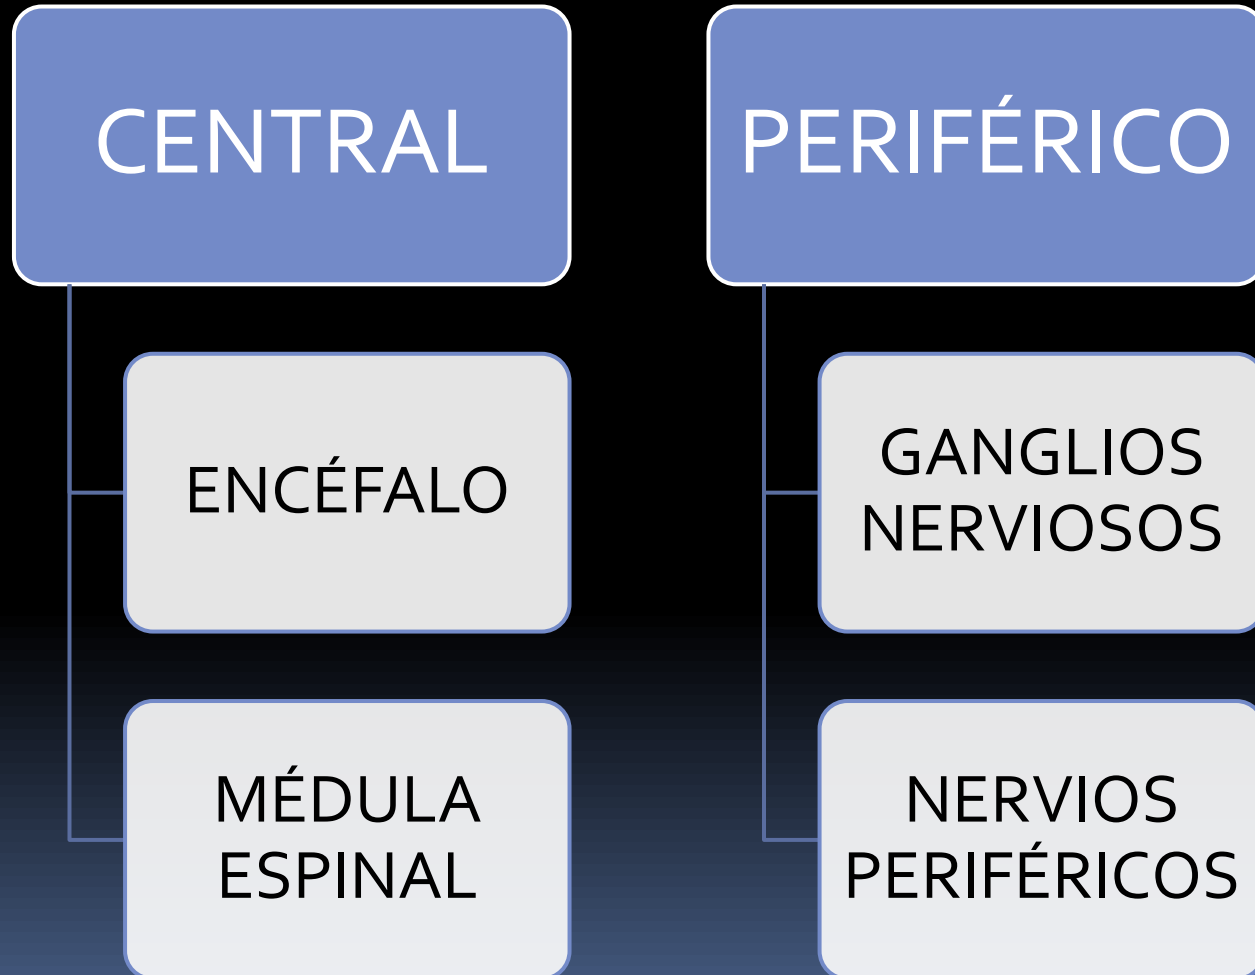 CENTRAL
ENCÉFALO
MÉDULA
ESPINAL
PERIFÉRICO
GANGLIOS
NERVIOSOS
NERVIOS
PERIFÉRICOS